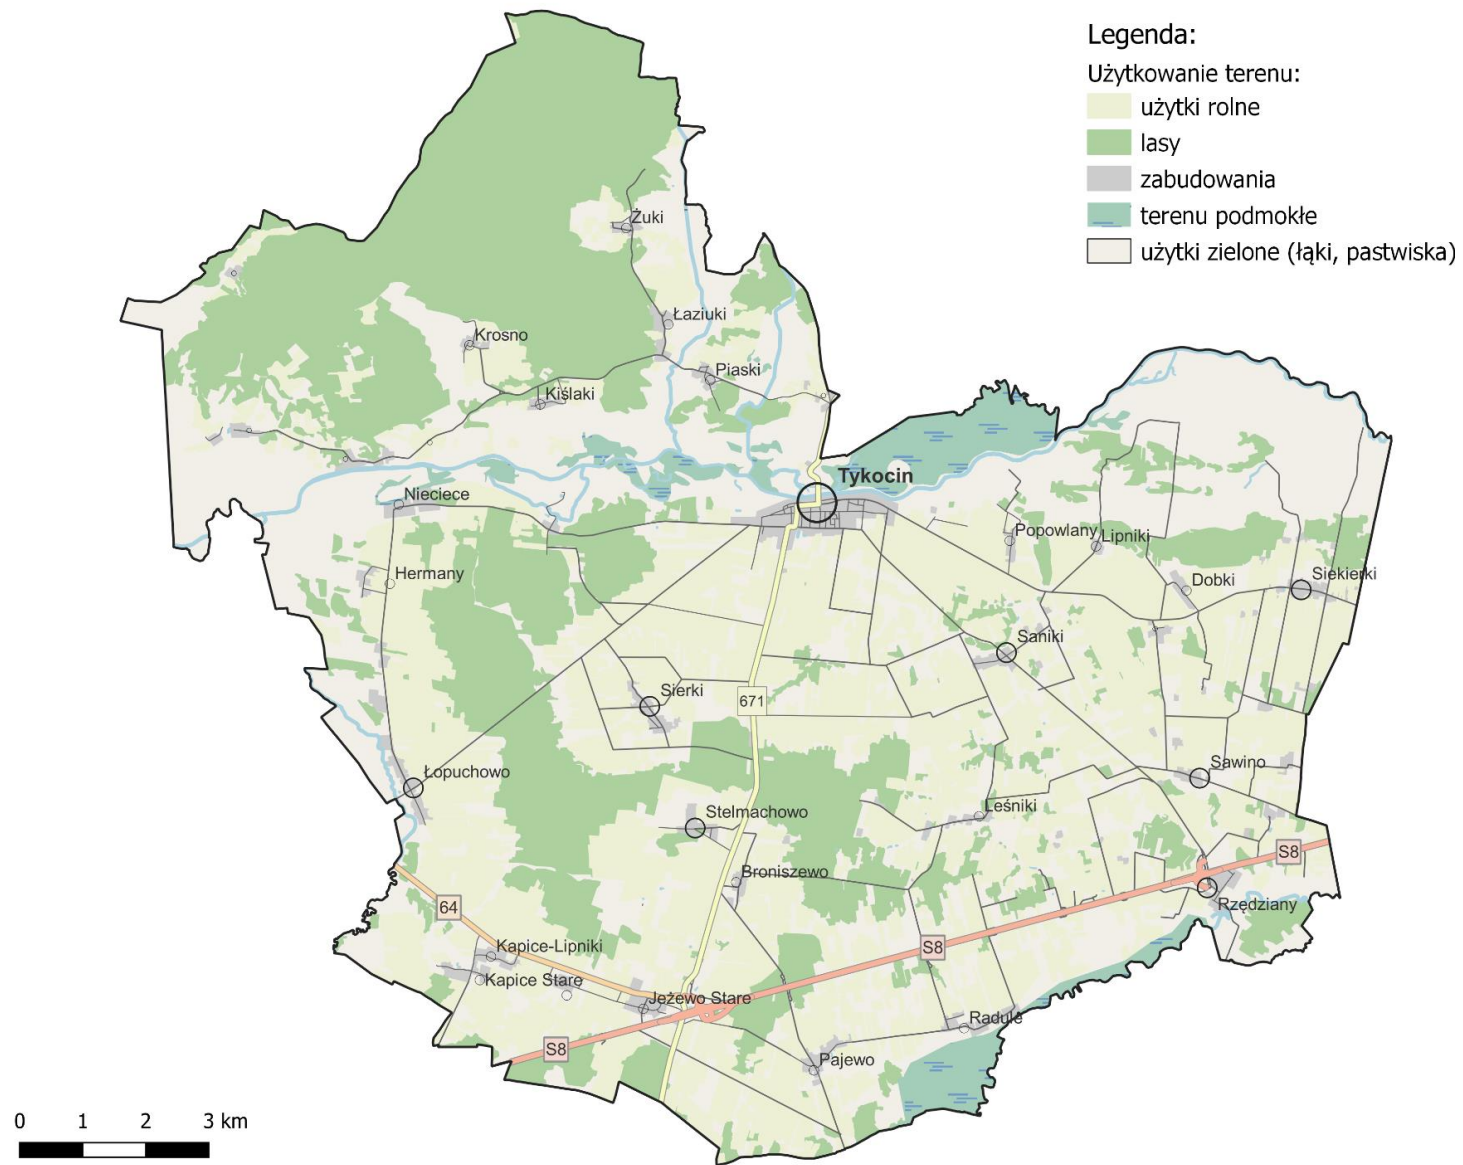 Legenda:
Użytkowanie terenu:
użytki rolne
lasy
zabudowania
terenu podmokłe
użytki zielone (łąki, pastwiska)
Żuki
Łaziuki
Krosno
Piaski
Kiślaki
Tykocin
Nieciece
Popowlany
Lipniki
Hermany
Dobki
Siekierki
Saniki
Sierki
671
Łopuchowo
Sawino
Stelmachowo
Leśniki
S8
Broniszewo
64
Rzędziany
Kapice-Lipniki
S8
Kapice Stare
Jeżewo Stare
Radule
S8
Pajewo
0 1 2 3 km